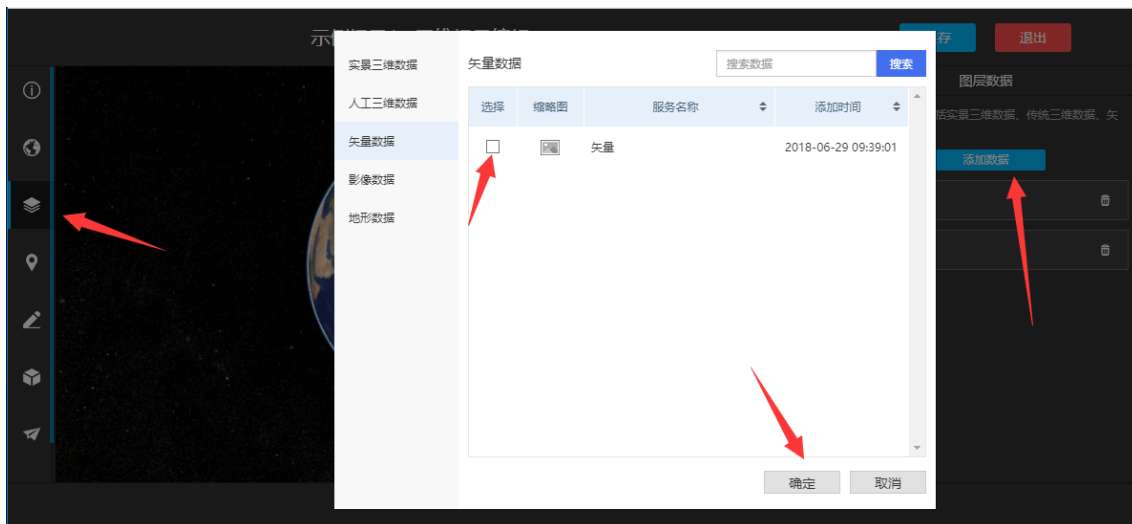 示
存
退出
实景三维数据
人工三维数据
矢量数据
影像数据
地形数据
矢量数据
搜索数据
搜索
选择
缩略图
服务名称
添加时间
矢量
2018-06-29 09:39:01
确定
取消
图层数据
括实景三维数据、传统三维数据、矢
添加数据